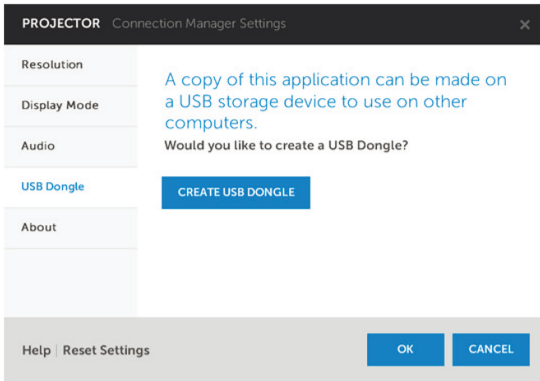 PROJECTOR Connection Manager Settings
Resolution
Display Mode
Audio
USB Dongle
About
A copy of this application can be made on
a USB storage device to use on other
computers.
Would you like to create a USB Dongle?
CREATE USB DONGLE
Help | Reset Settings
OK
CANCEL